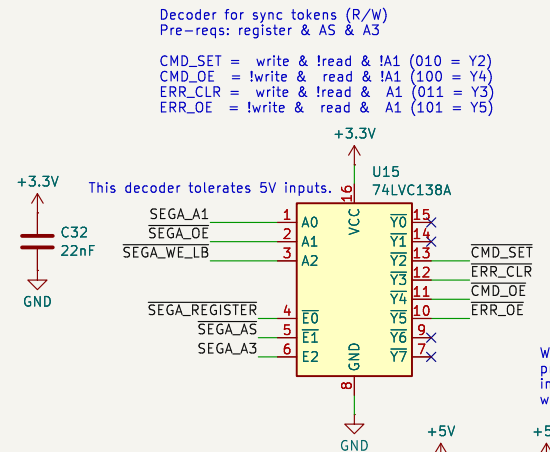 Decoder for sync tokens (R/W)
Pre-reqs: register & AS & A3
CMD_SET = write & !read & !A1 (010 = Y2)
CMD_OE = !write & read & !A1 (100 = Y4)
ERR_CLR = write & !read & A1 (011 = Y3)
ERR_OE = !write & read & A1 (101 = Y5)
+3.3V
U15
74LVC138A
This decoder tolerates 5V inputs.
+3.3V
C32
22nF
GND
16
VCC
SEGA_A1 1 A0 Y0 15
SEGA_OE 2 A1 Y1 14
SEGA_WE_LB 3 A2 Y2 13 CMD_SET
Y3 12 ERR_CLR
Y4 11 CMD_OE
SEGA_REGISTER 4 E0 Y5 10 ERR_OE
SEGA_AS 5 E1 Y6 9
SEGA_A3 6 E2 Y7 7
GND
8
GND
+5V